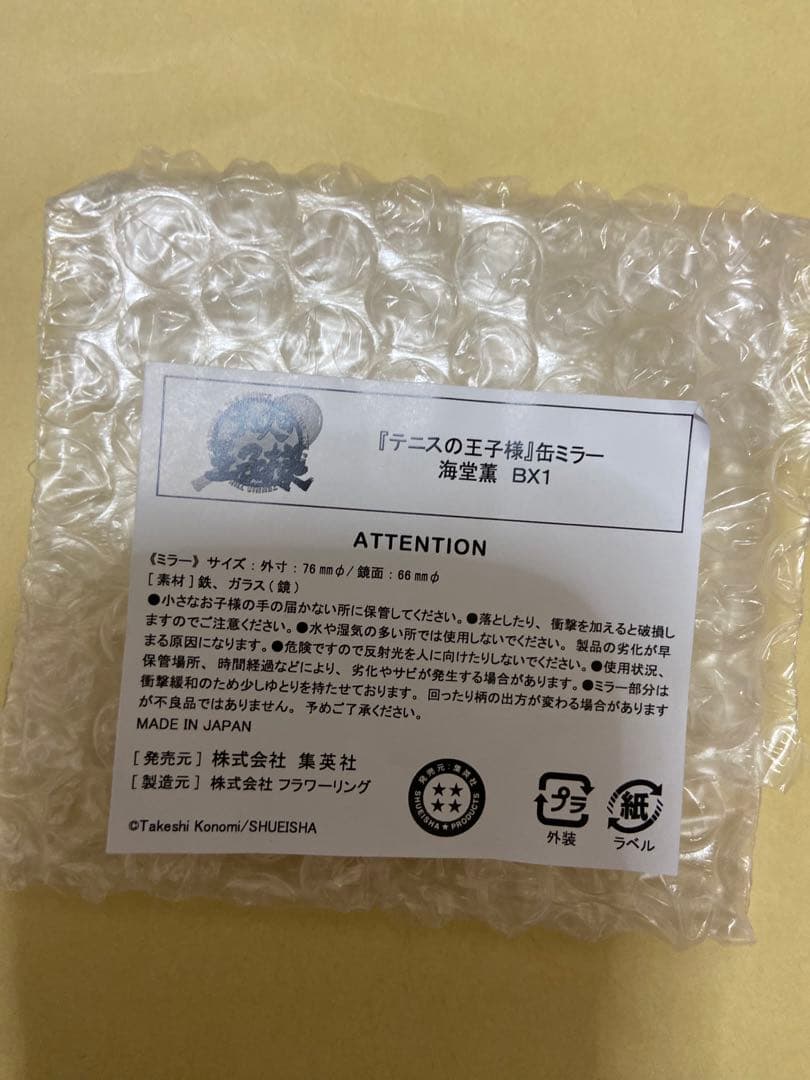 『テニスの王子様』缶ミラー
海堂薫 BX1
ATTENTION
《ミラー》 サイズ:外寸:76㎜φ/鏡面:66㎜φ
[素材]鉄、ガラス(鏡)
●小さなお子様の手の届かない所に保管してください。●落としたり、衝撃を加えると破損し
ますのでご注意ください。●水や湿気の多い所では使用しないでください。製品の劣化が早
まる原因になります。●危険ですので反射光を人に向けたりしないでください。●使用状況、
保管場所、時間経過などにより、劣化やサビが発生する場合があります。●ミラー部分は
衝撃緩和のため少しゆとりを持たせております。回ったり柄の出方が変わる場合があります
が不良品ではありません。予めご了承ください。
MADE IN JAPAN
[発売元] 株式会社 集英社
[製造元] 株式会社 フラワーリング
©Takeshi Konomi/SHUEISHA
発売元:集英社
SHUEISHA★PRODUCTS
プラ
外装
紙
ラベル